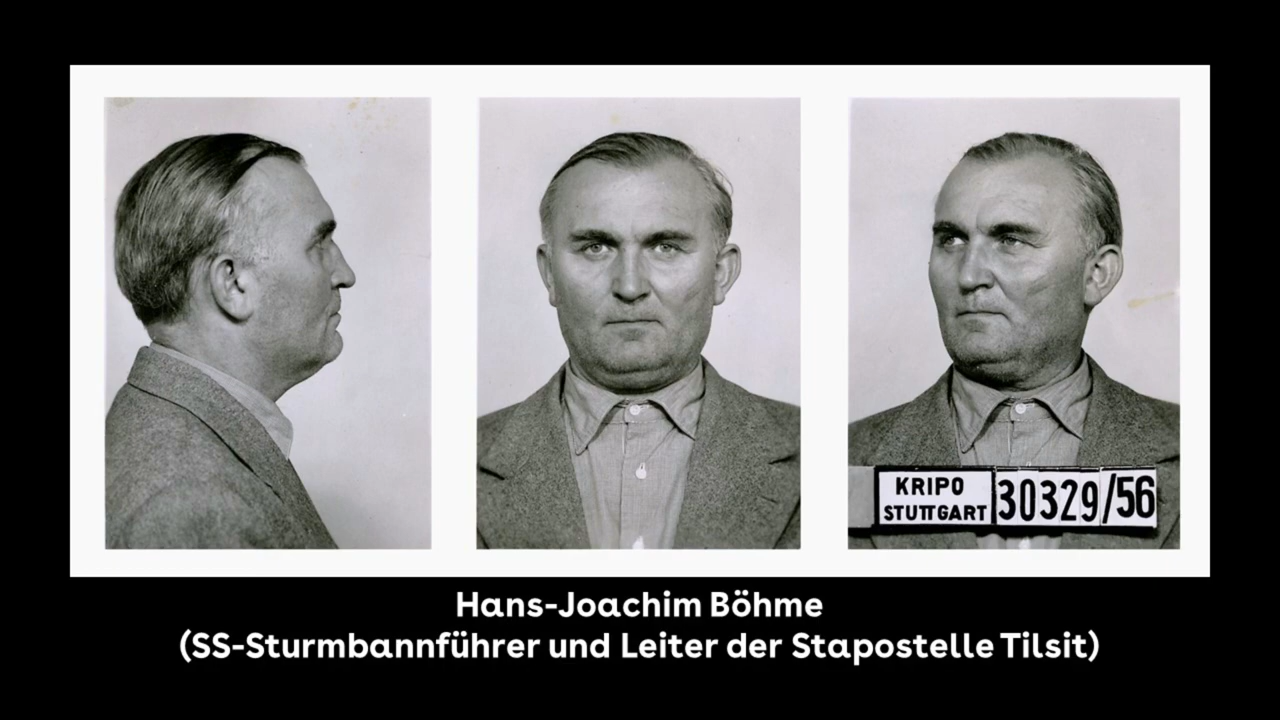 KRIPO
STUTTGART
30329/56
Hans-Joachim Böhme
(SS-Sturmbannführer und Leiter der Stapostelle Tilsit)